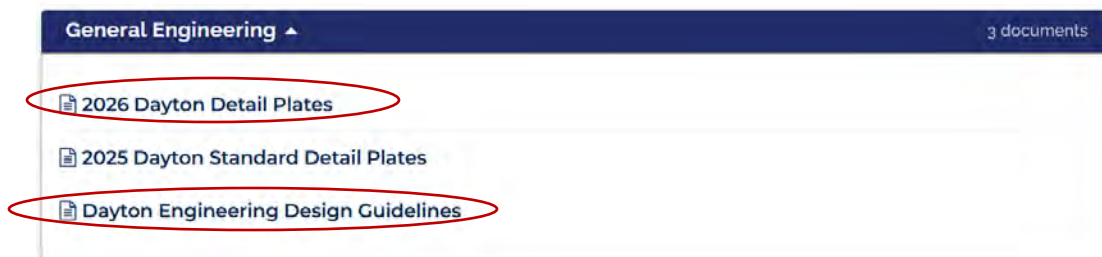 General Engineering ▲ 3 documents
2026 Dayton Detail Plates
2025 Dayton Standard Detail Plates
Dayton Engineering Design Guidelines